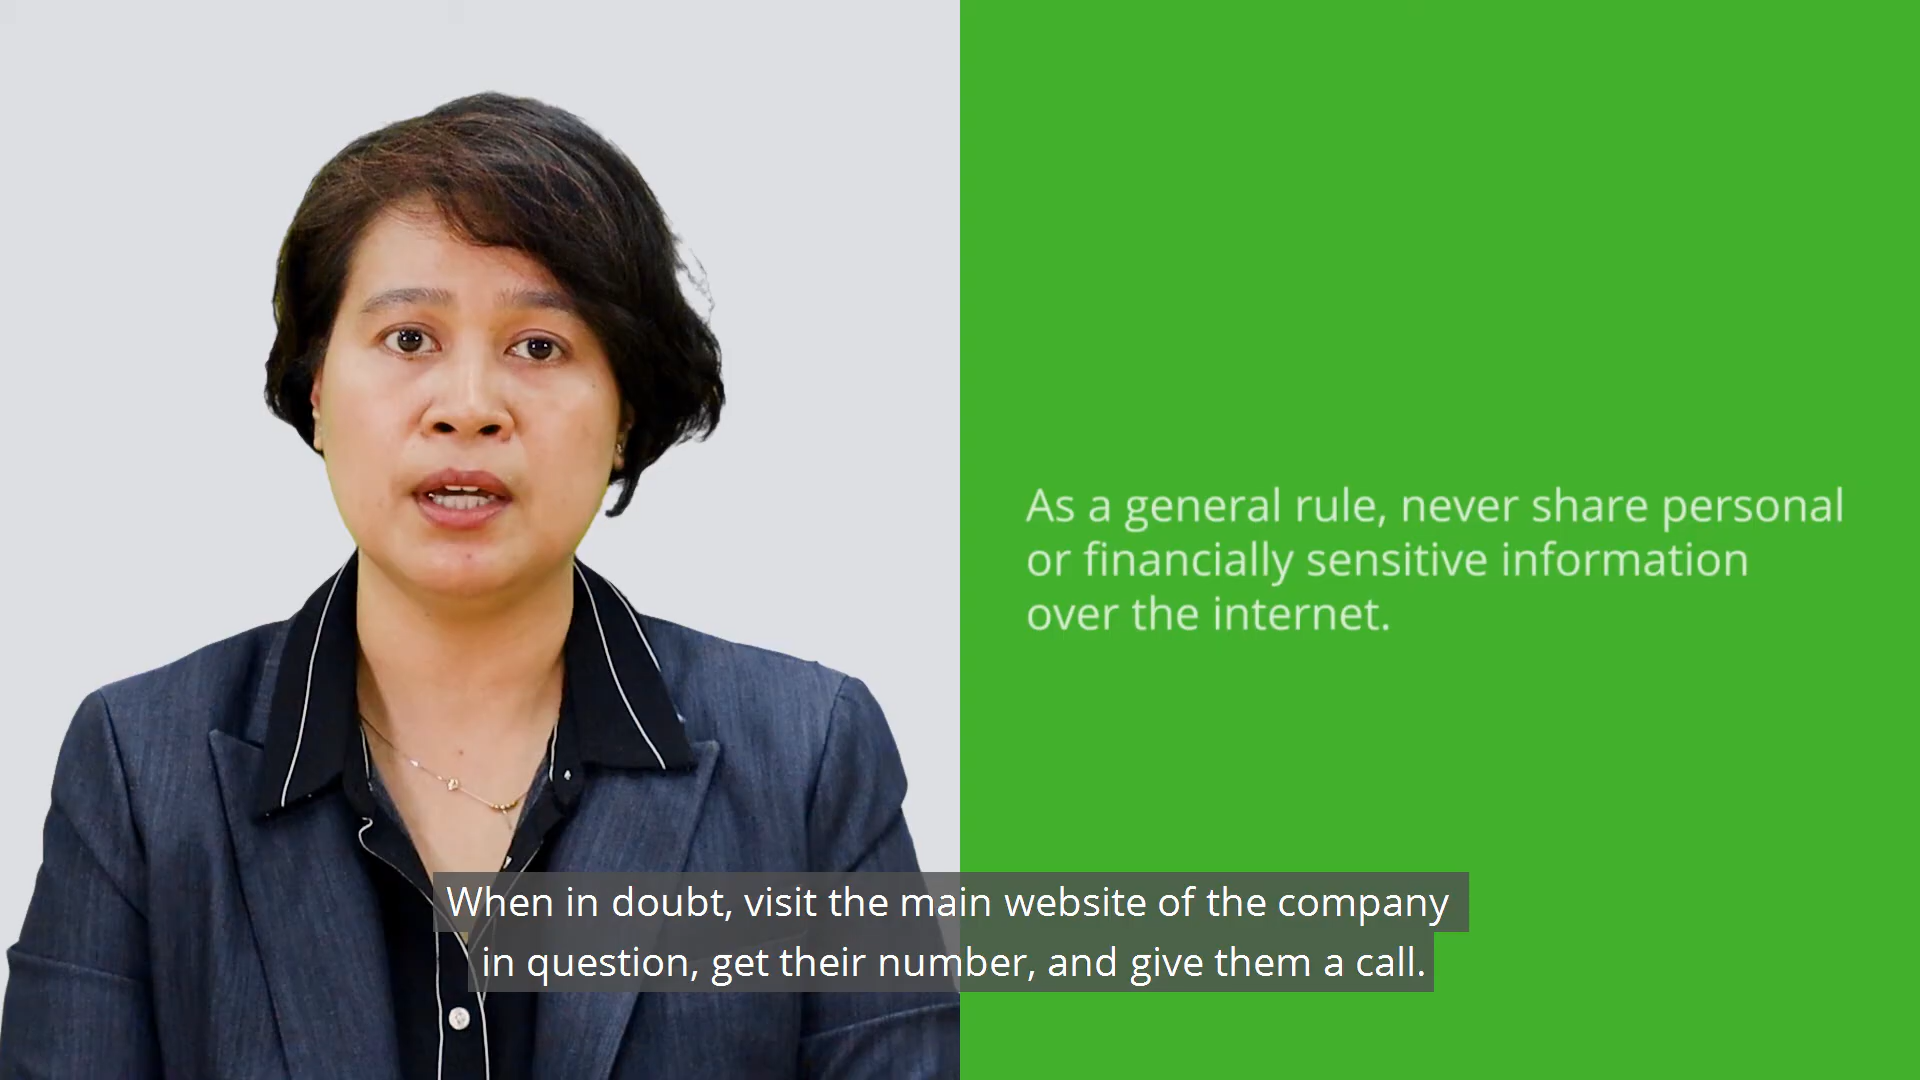 As a general rule, never share personal
or financially sensitive information
over the internet.
When in doubt, visit the main website of the company
in question, get their number, and give them a call.